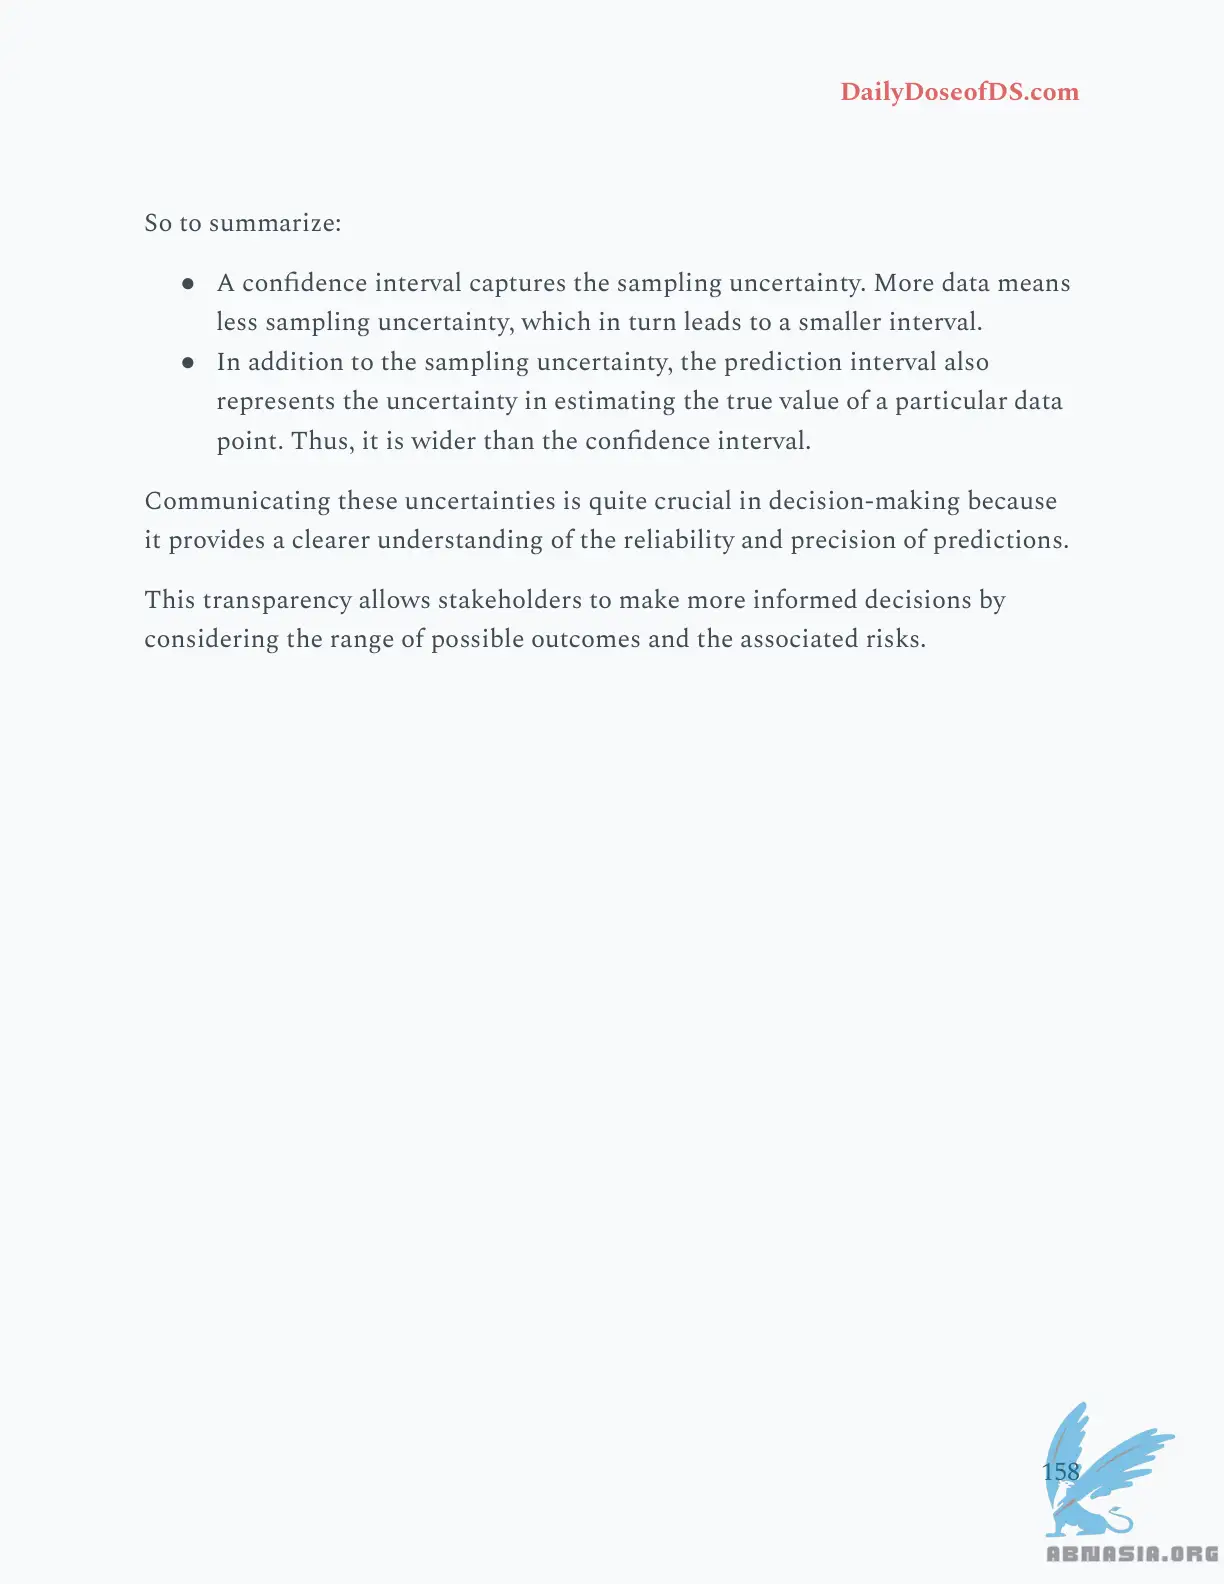 DailyDoseofDS.com
So to summarize:
● A confidence interval captures the sampling uncertainty. More data means
less sampling uncertainty, which in turn leads to a smaller interval.
● In addition to the sampling uncertainty, the prediction interval also
represents the uncertainty in estimating the true value of a particular data
point. Thus, it is wider than the confidence interval.
Communicating these uncertainties is quite crucial in decision-making because
it provides a clearer understanding of the reliability and precision of predictions.
This transparency allows stakeholders to make more informed decisions by
considering the range of possible outcomes and the associated risks.
158
ABNASIA.ORG